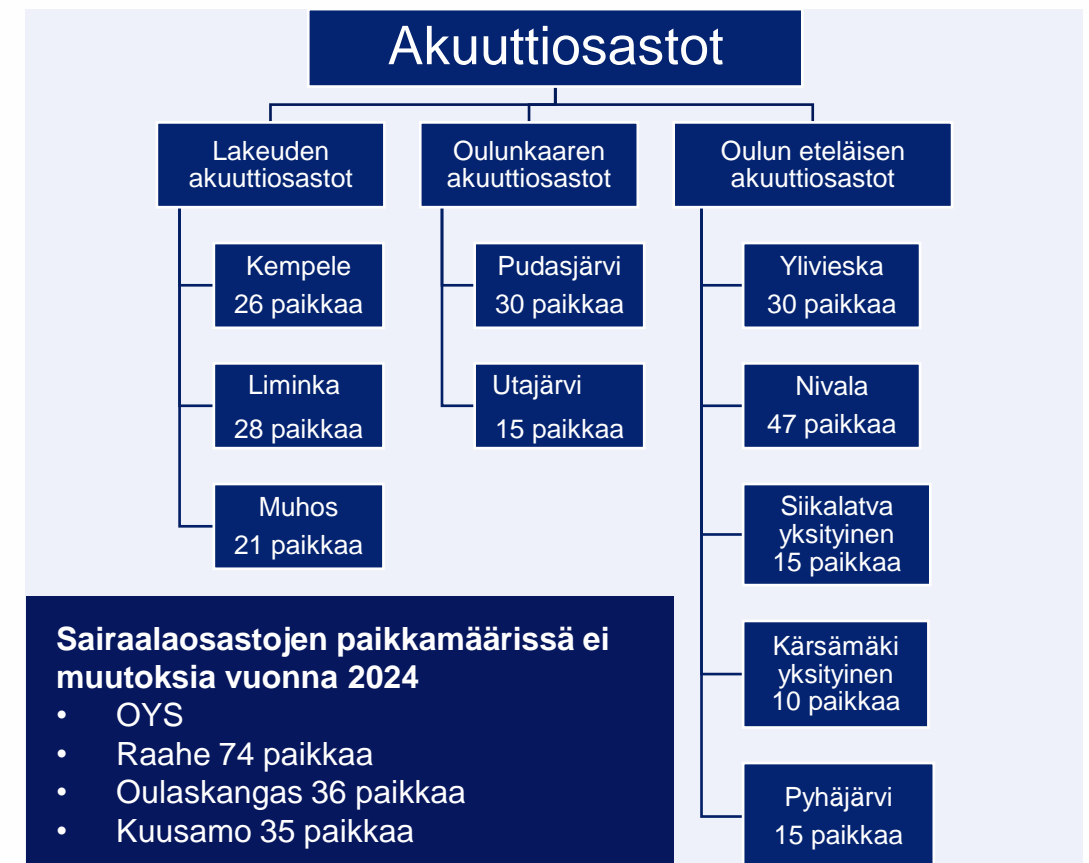 Akuuttiosastot
Lakeuden
akuuttiosastot
Kempele
26 paikkaa
Liminka
28 paikkaa
Muhos
21 paikkaa
Oulunkaaren
akuuttiosastot
Pudasjärvi
30 paikkaa
Utajärvi
15 paikkaa
Oulun eteläisen
akuuttiosastot
Ylivieska
30 paikkaa
Nivala
47 paikkaa
Siikalatva
yksityinen
15 paikkaa
Kärsämäki
yksityinen
10 paikkaa
Pyhäjärvi
15 paikkaa
Sairaalaosastojen paikkamäärissä ei
muutoksia vuonna 2024
• OYS
• Raahe 74 paikkaa
• Oulaskangas 36 paikkaa
• Kuusamo 35 paikkaa